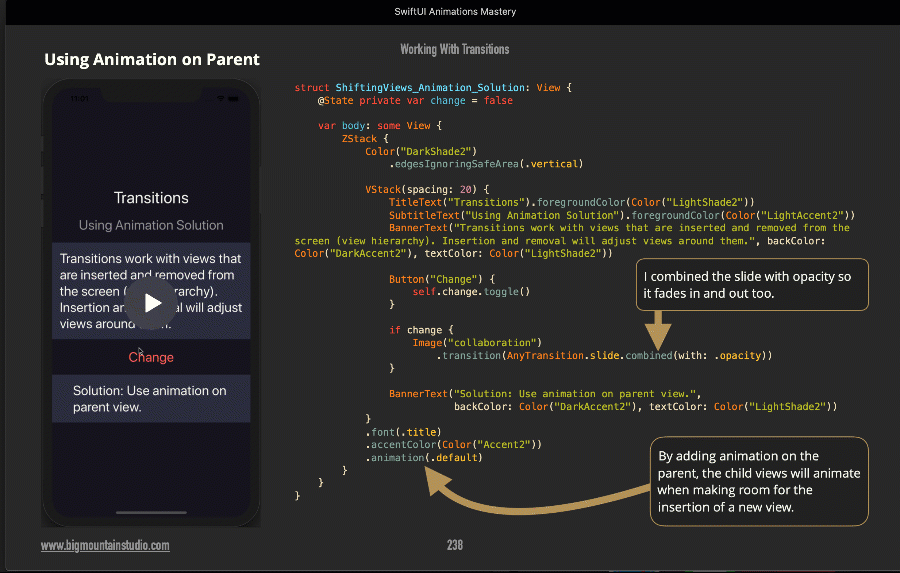 SwiftUI Animations Mastery
Working With Transitions
Using Animation on Parent
11:21
Transitions
Using Animation Solution
Transitions work with views that
are inserted and removed from
the screen
Insertion an al will adjust
views around
Change
Solution: Use animation on
parent view.
struct ShiftingViews_Animation_Solution: View {
@State private var change = false
var body: some View {
ZStack {
Color("DarkShade2")
.edgesIgnoringSafeArea(.vertical)
VStack(spacing: 20) {
TitleText("Transitions").foregroundColor(Color("LightShade2"))
SubtitleText("Using Animation Solution").foregroundColor(Color("LightAccent2"))
BannerText("Transitions work with views that are inserted and removed from the
screen (view hierarchy). Insertion and removal will adjust views around them.", backColor:
Color("DarkAccent2"), textColor: Color("LightShade2"))
Button("Change") {
self.change.toggle()
}
if change {
Image("collaboration")
.transition(AnyTransition.slide.combined(with: .opacity))
}
BannerText("Solution: Use animation on parent view.",
backColor: Color("DarkAccent2"), textColor: Color("LightShade2"))
}
.font(.title)
.accentColor(Color("Accent2"))
.animation(.default)
}
}
}
I combined the slide with opacity so
it fades in and out too.
By adding animation on the
parent, the child views will animate
when making room for the
insertion of a new view.
www.bigmountainstudio.com
238